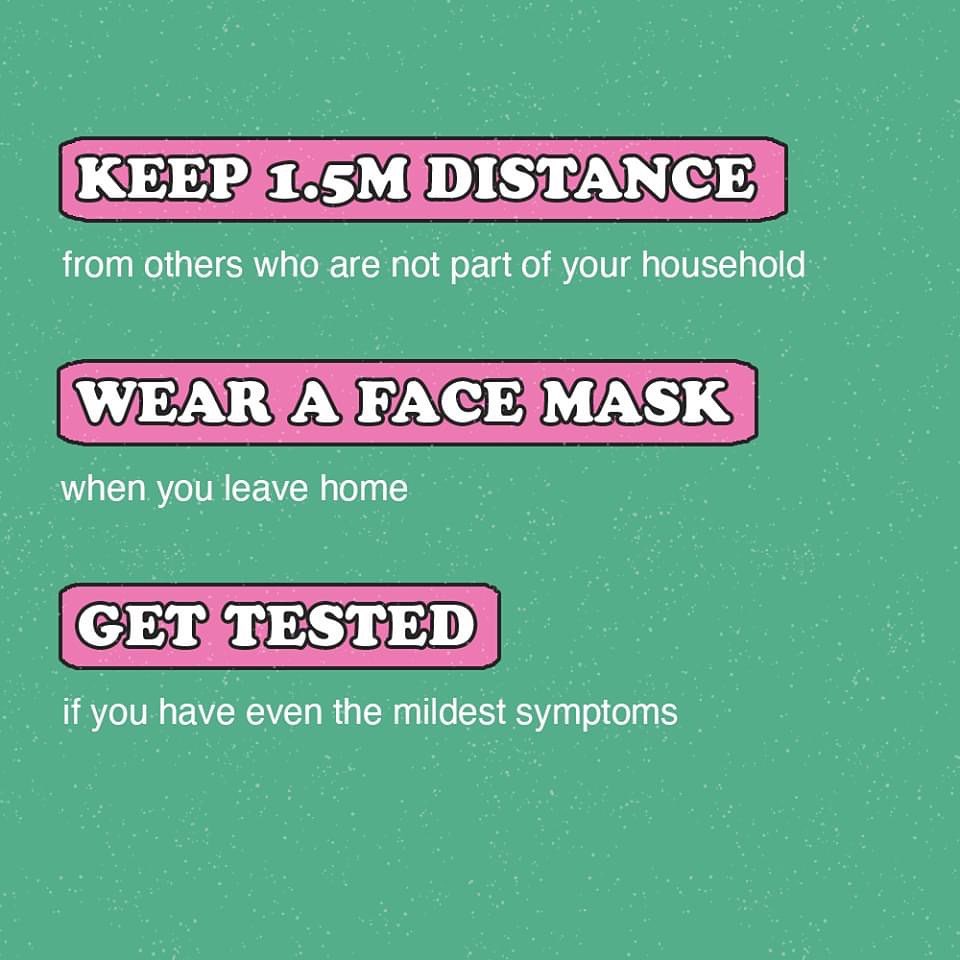 KEEP 1.5M DISTANCE
from others who are not part of your household
WEAR A FACE MASK
when you leave home
GET TESTED
if you have even the mildest symptoms